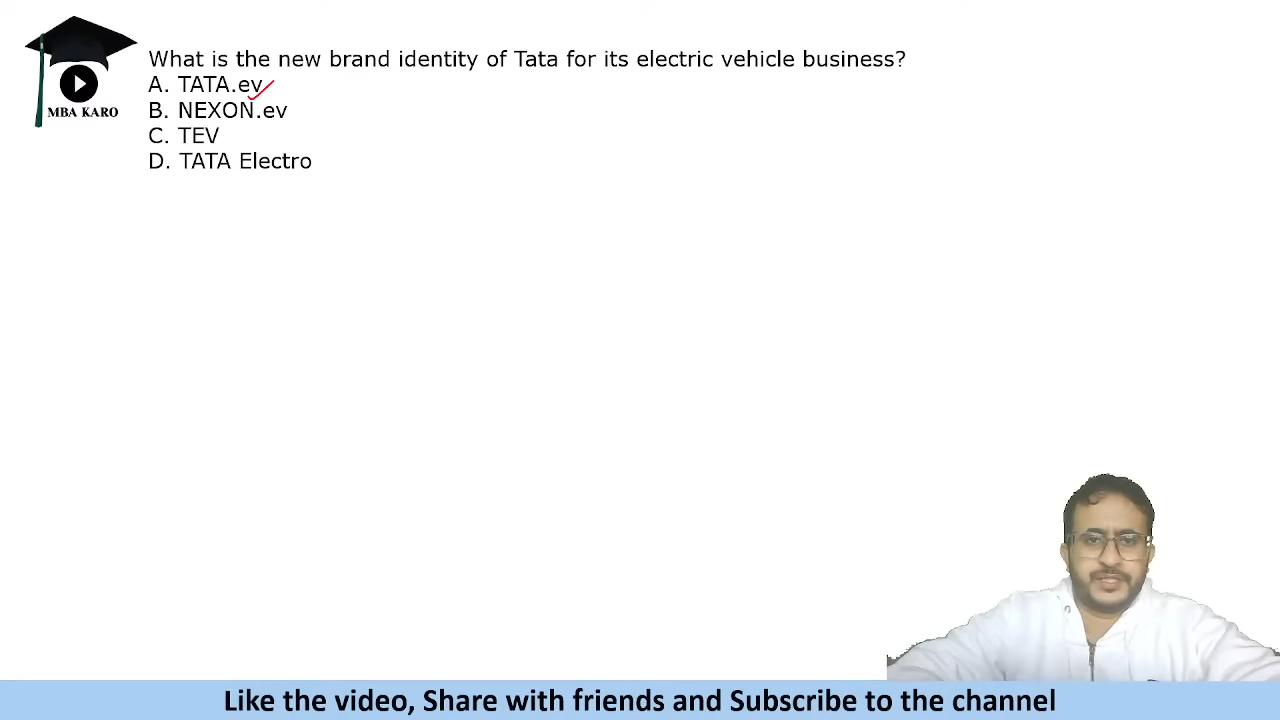 MBA KARO
What is the new brand identity of Tata for its electric vehicle business?
A. TATA.ev
B. NEXON.ev
C. TEV
D. TATA Electro
Like the video, Share with friends and Subscribe to the channel